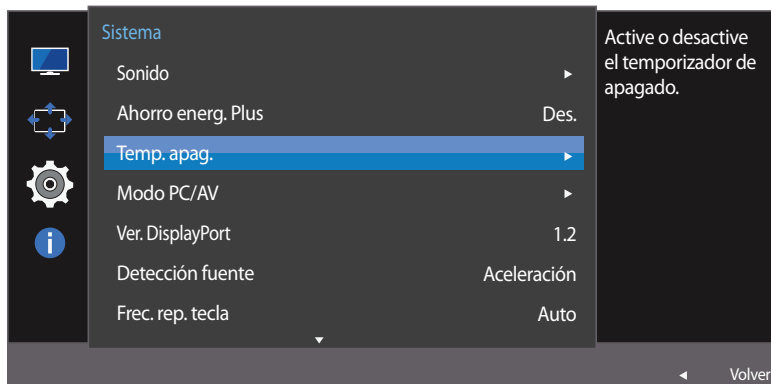 Sistema
Sonido
Ahorro energ. Plus Des.
Temp. apag.
Modo PC/AV
Ver. DisplayPort 1.2
Detección fuente Aceleración
Frec. rep. tecla Auto
Active o desactive
el temporizador de
apagado.
Volver